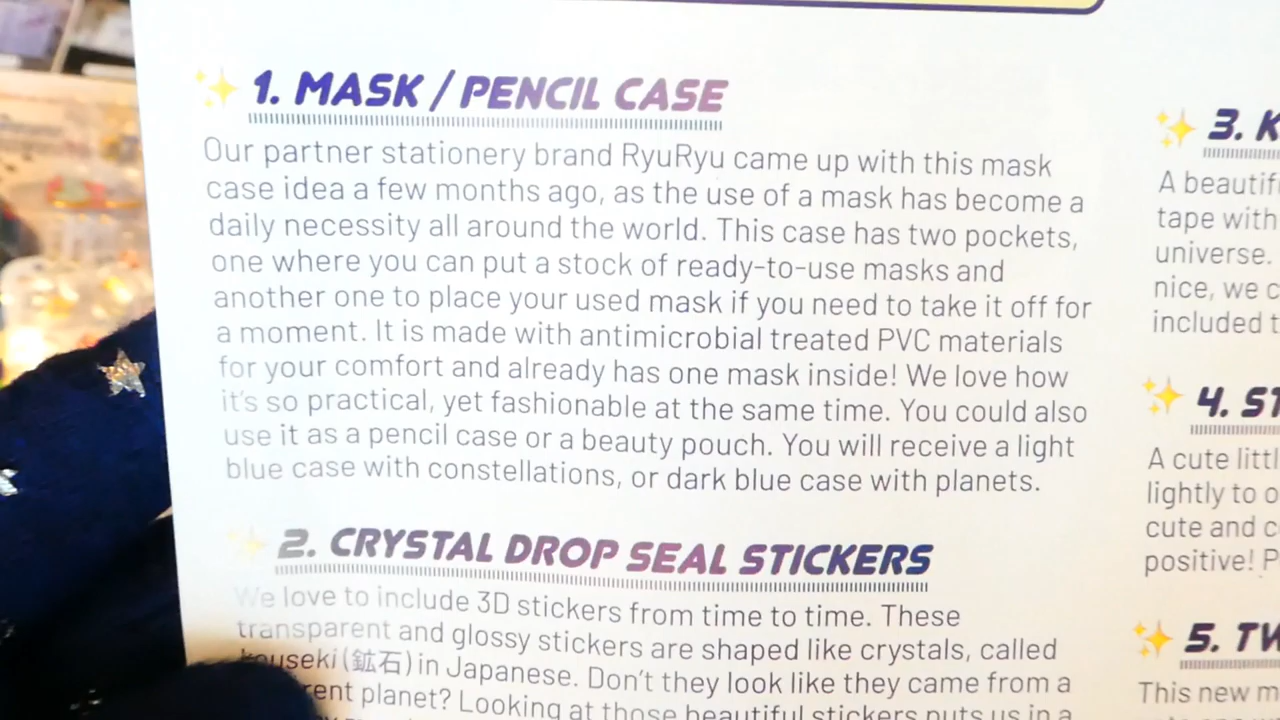 1. MASK / PENCIL CASE
Our partner stationery brand RyuRyu came up with this mask
case idea a few months ago, as the use of a mask has become a
daily necessity all around the world. This case has two pockets,
one where you can put a stock of ready-to-use masks and
another one to place your used mask if you need to take it off for
a moment. It is made with antimicrobial treated PVC materials
for your comfort and already has one mask inside! We love how
it's so practical, yet fashionable at the same time. You could also
use it as a pencil case or a beauty pouch. You will receive a light
blue case with constellations, or dark blue case with planets.
2. CRYSTAL DROP SEAL STICKERS
We love to include 3D stickers from time to time. These
transparent and glossy stickers are shaped like crystals, called
kouseki (鉱石) in Japanese. Don't they look like they came from a
planet? Looking at those beautiful stickers puts us in a
3.
A
tape with
universe.
nice, we
included
4.
A cute
lightly to
cute and
positive!
5.
This new